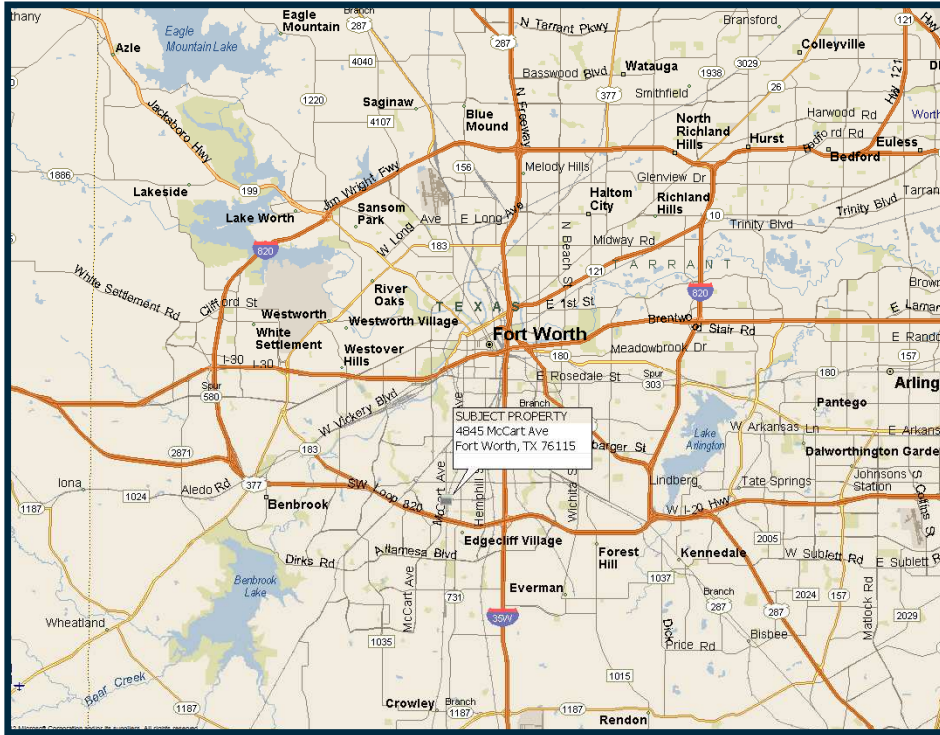 Eagle
Mountain
Branch
287
N Tarrant Pkwy
Bransford
121
Hwy
Eagle
Mountain Lake
Azle
4040
287
Watauga
Colleyville
3029
1938
Basswood Blvd
Smithfield
26
377
HW 121
Jacksboro Hwy
1220
Saginaw
4107
Blue
Mound
N Freeway
North
Richland
Hills
Harwood Rd
Hurst
Bedford Rd
Bedford
Euless
1886
Lakeside
199
156
Melody Hills
Glenview Dr
Jim Wright Fwy
Lake Worth
Sansom
Park
Ave
E Long Ave
W Long
Haltom
City
Richland
Hills
10
Trinity Blvd
Trinity Blvd
183
N Beach St
Midway Rd
820
121
TARRANT
820
White Settlement Rd
Clifford St
River
Oaks
TEXAS
E 1st St
Westworth
White
Settlement
Westworth Village
Fort Worth
Stair Rd
E Lamar
Meadowbrook Dr
157
I-30
I-30
Westover
Hills
180
Spur
303
180
Arling
Spur
580
E Rosedale St
Branch
Pantego
W Vickery Blvd
SUBJECT PROPERTY
4845 McCart Ave
Fort Worth, TX 76115
Lake
Arlington
W Arkansas Ln
E Arkans
Dalworthington Garde
2871
183
Wichita S
Iona
1024
Aledo Rd
377
Benbrook
SW Loop 820
McCart Ave
Hemphill S
Lindberg
Tate Springs
Johnsons
Station
S Collins St
W I-20 Hwy
1187
Edgecliff Village
2005
Dirks Rd
Altamesa Blvd
Forest
Hill
Kennedale
W Sublett Rd
E Sublett R
Benbrook
Lake
McCart Ave
731
Everman
1037
Branch
287
287
2024
157
Matlock Rd
2029
Wheatland
35W
1035
Dick
Price Rd
Bisbee
Bear Creek
1187
Crowley
Branch
1187
1187
1015
Rendon